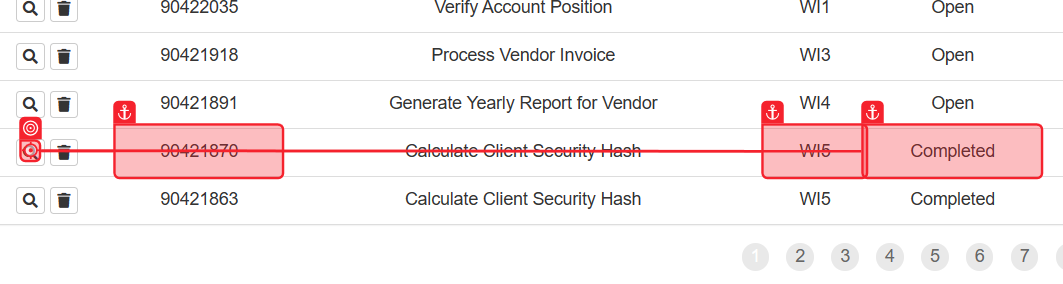 90422035 Verify Account Position WI1 Open
90421918 Process Vendor Invoice WI3 Open
90421891 Generate Yearly Report for Vendor WI4 Open
90421870 Calculate Client Security Hash WI5 Completed
90421863 Calculate Client Security Hash WI5 Completed
1 2 3 4 5 6 7